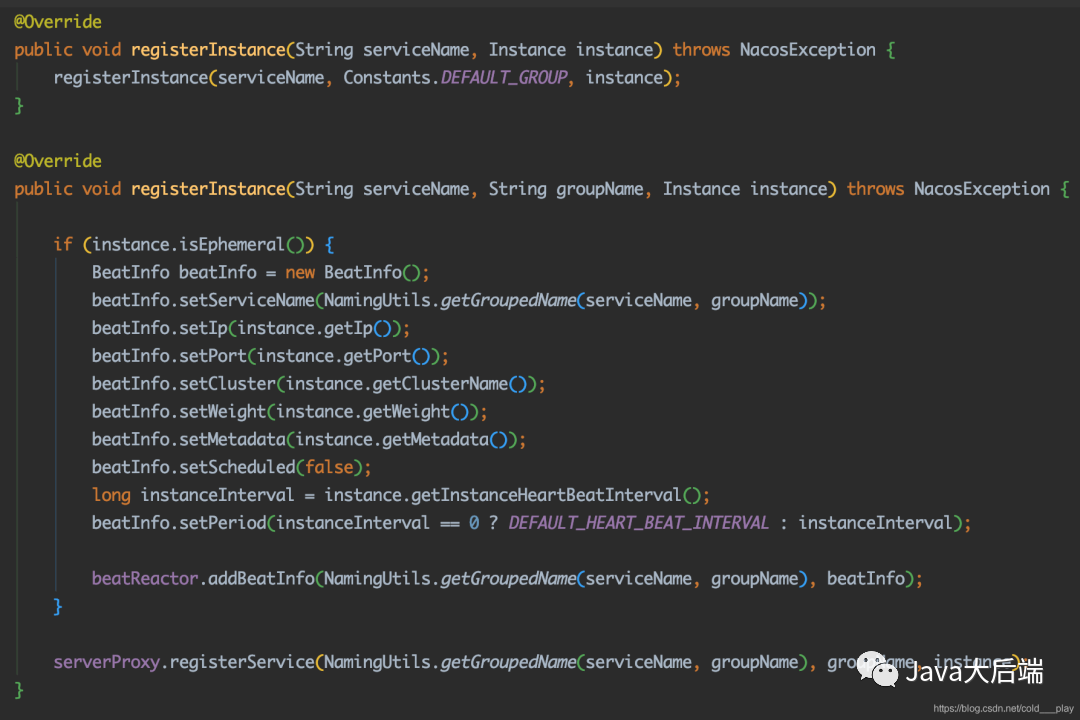 @Override
public void registerInstance(String serviceName, Instance instance) throws NacosException {
    registerInstance(serviceName, Constants.DEFAULT_GROUP, instance);
}
@Override
public void registerInstance(String serviceName, String groupName, Instance instance) throws NacosException {
    if (instance.isEphemeral()) {
        BeatInfo beatInfo = new BeatInfo();
        beatInfo.setServiceName(NamingUtils.getGroupedName(serviceName, groupName));
        beatInfo.setIp(instance.getIp());
        beatInfo.setPort(instance.getPort());
        beatInfo.setCluster(instance.getClusterName());
        beatInfo.setWeight(instance.getWeight());
        beatInfo.setMetadata(instance.getMetadata());
        beatInfo.setScheduled(false);
        long instanceInterval = instance.getInstanceHeartBeatInterval();
        beatInfo.setPeriod(instanceInterval == 0 ? DEFAULT_HEART_BEAT_INTERVAL : instanceInterval);
        beatReactor.addBeatInfo(NamingUtils.getGroupedName(serviceName, groupName), beatInfo);
    }
    serverProxy.registerService(NamingUtils.getGroupedName(serviceName, groupName), groupName, instance)
Java大后端
}
https://blog.csdn.net/cold___play